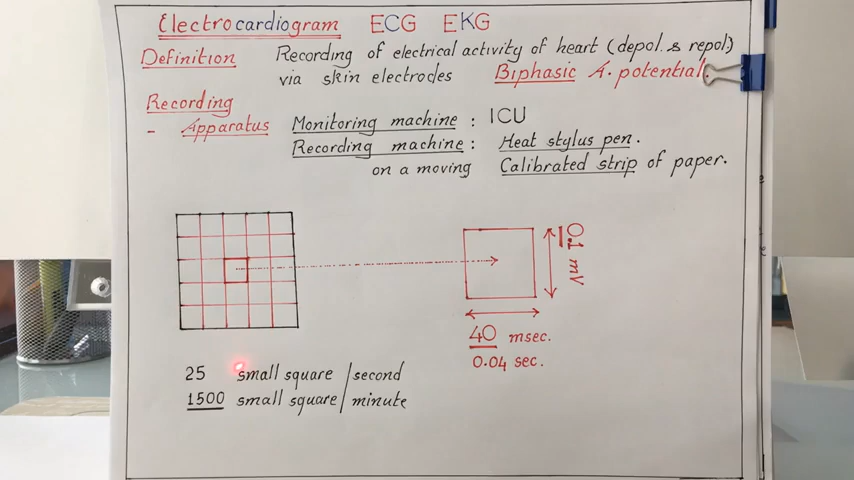 Electrocardiogram ECG EKG
Definition Recording of electrical activity of heart (depol. & repol)
via skin electrodes Biphasic A. potential.
Recording
- Apparatus Monitoring machine : ICU
Recording machine : Heat stylus pen.
on a moving Calibrated strip of paper.
0.1 mV
40 msec.
0.04 sec.
25 small square / second
1500 small square / minute